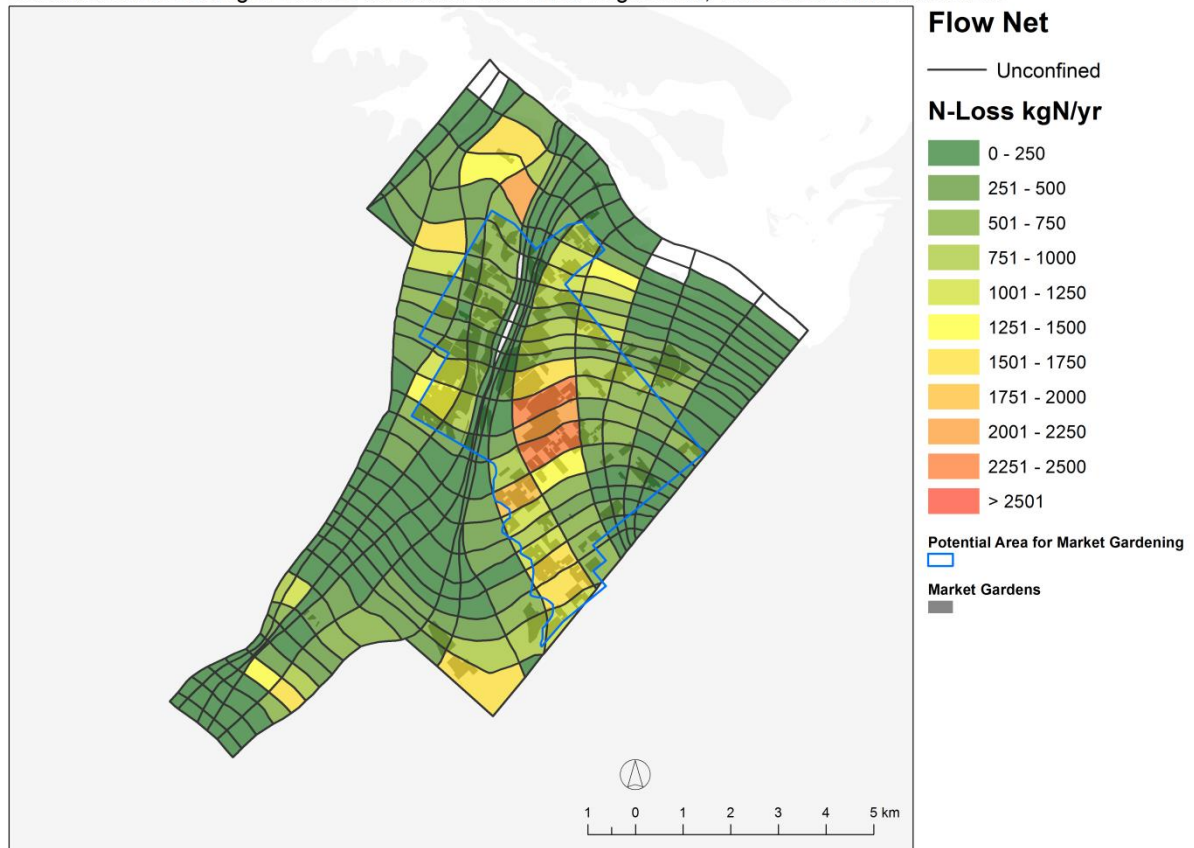 Flow Net
Unconfined
N-Loss kgN/yr
0 - 250
251 - 500
501 - 750
751 - 1000
1001 - 1250
1251 - 1500
1501 - 1750
1751 - 2000
2001 - 2250
2251 - 2500
> 2501
Potential Area for Market Gardening
Market Gardens
1 0 1 2 3 4 5 km